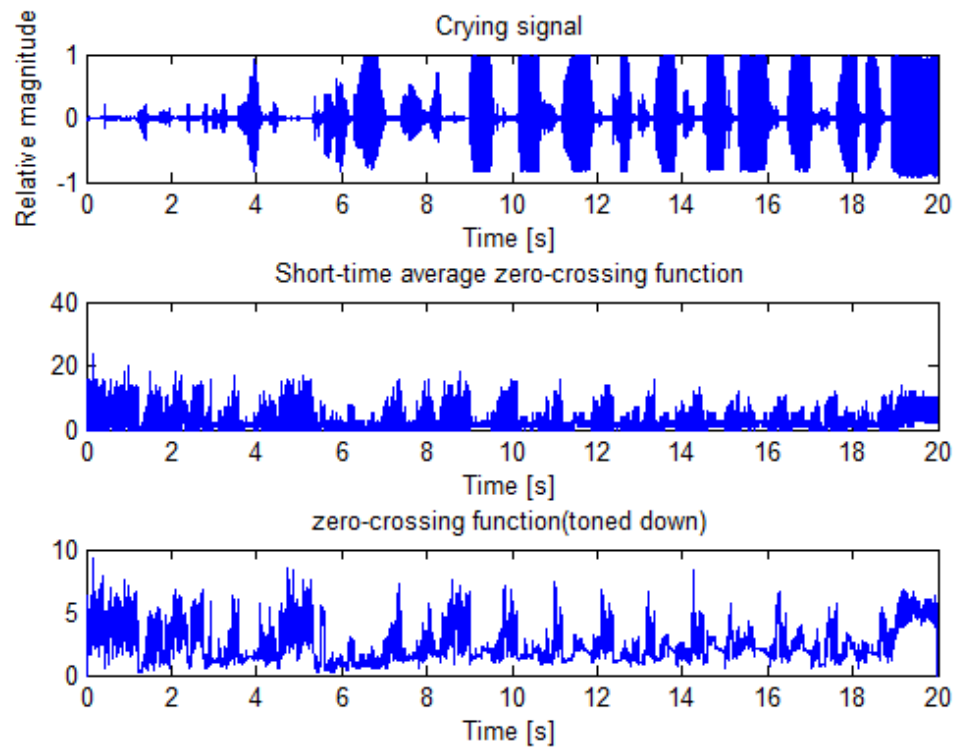 Crying signal
Relative magnitude
1
0
-1
0 2 4 6 8 10 12 14 16 18 20
Time [s]
Short-time average zero-crossing function
40
20
0
0 2 4 6 8 10 12 14 16 18 20
Time [s]
zero-crossing function(toned down)
10
5
0
0 2 4 6 8 10 12 14 16 18 20
Time [s]